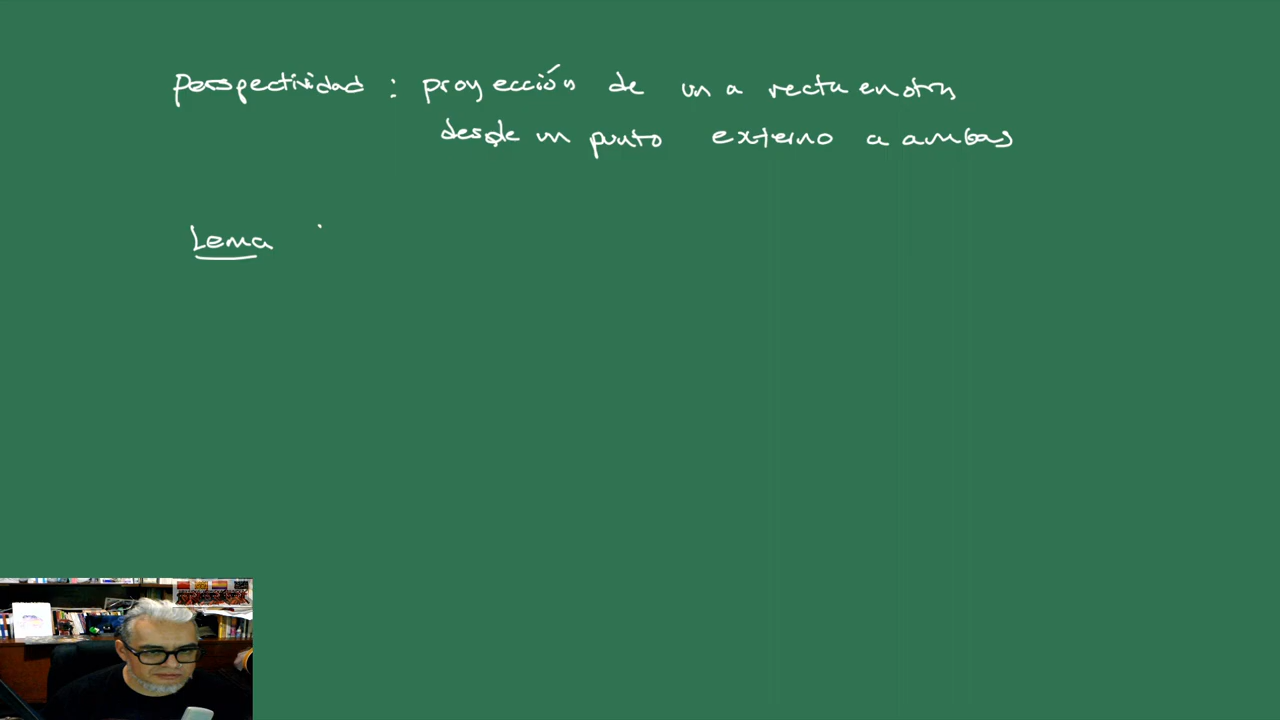 perspectividad : proyección de una recta en otra
desde un punto externo a ambas
Lema